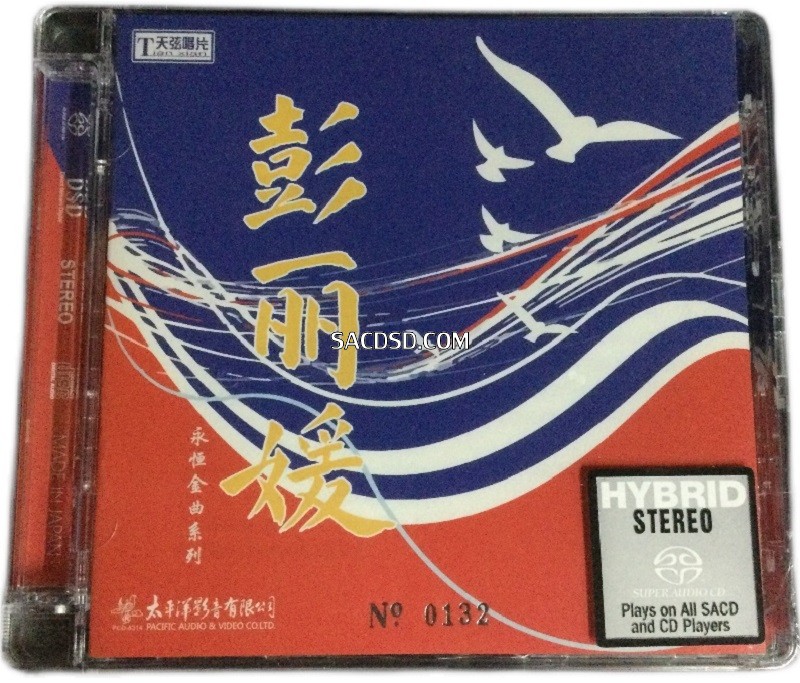 T 天弦唱片
Tian xian
彭丽媛
永恒金曲系列
SACDSD.COM
DSD
STEREO
MADE IN JAPAN
太平洋影音有限公司
PACIFIC AUDIO & VIDEO CO.LTD.
Nº 0132
HYBRID
STEREO
SUPER AUDIO CD
Plays on All SACD
and CD Players